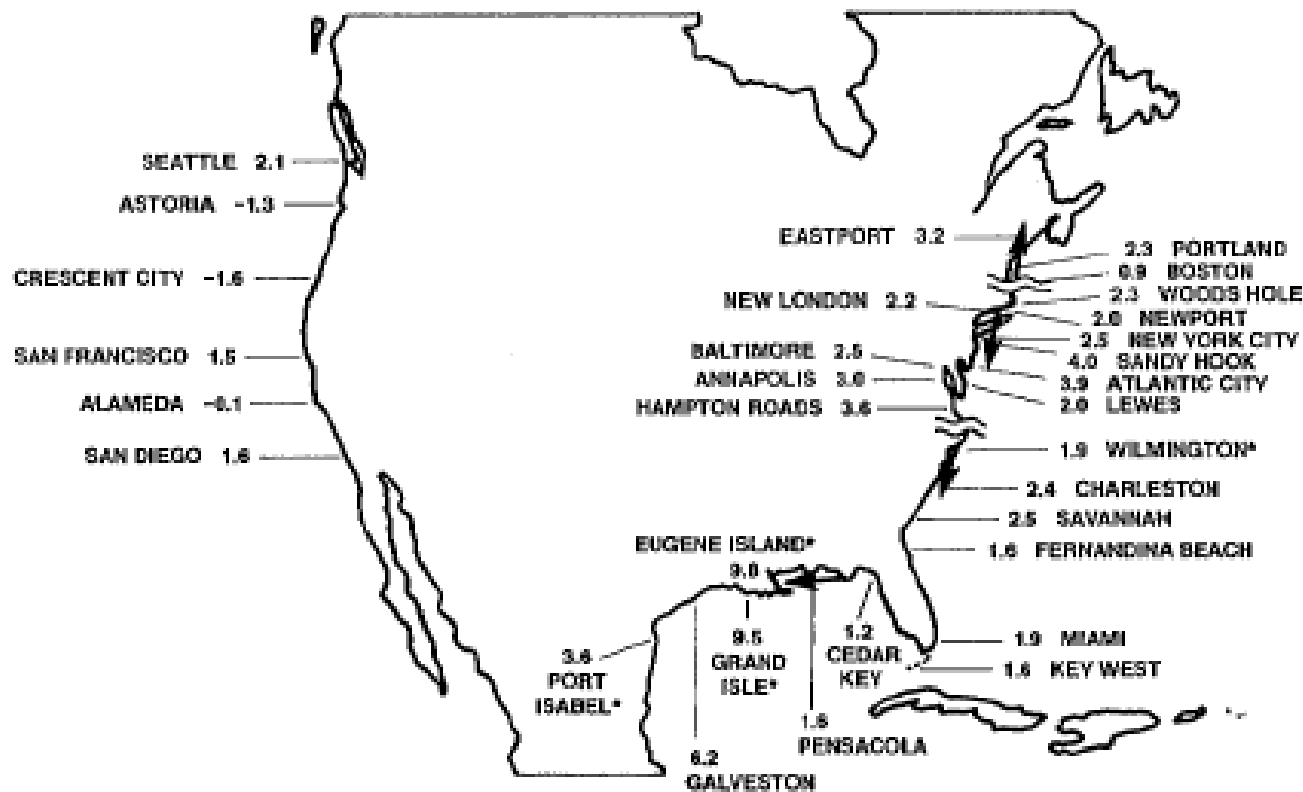 SEATTLE 2.1
ASTORIA -1.3
CRESCENT CITY -1.6
SAN FRANCISCO 1.5
ALAMEDA -0.1
SAN DIEGO 1.6
EASTPORT 3.2
2.3 PORTLAND
0.9 BOSTON
2.3 WOODS HOLE
NEW LONDON 2.2
2.0 NEWPORT
2.5 NEW YORK CITY
4.0 SANDY HOOK
BALTIMORE 2.5
ANNAPOLIS 3.0
3.9 ATLANTIC CITY
HAMPTON ROADS 3.6
2.0 LEWES
1.9 WILMINGTON*
2.4 CHARLESTON
2.5 SAVANNAH
1.6 FERNANDINA BEACH
EUGENE ISLAND*
9.8
9.5
GRAND
ISLE*
3.6
PORT
ISABEL*
1.2
CEDAR
KEY
1.9 MIAMI
1.6 KEY WEST
PENSACOLA
6.2
GALVESTON